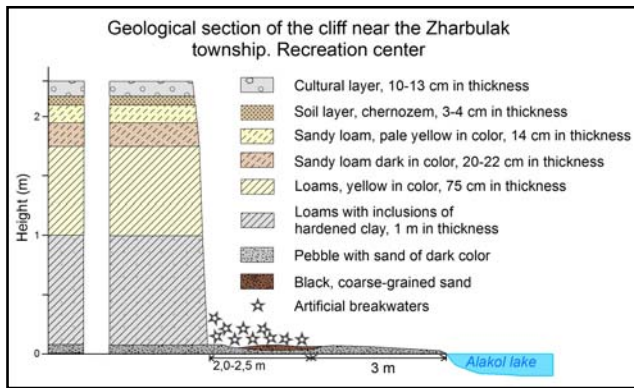 Geological section of the cliff near the Zharbulak
township. Recreation center
Cultural layer, 10-13 cm in thickness
Soil layer, chernozem, 3-4 cm in thickness
Sandy loam, pale yellow in color, 14 cm in thickness
Sandy loam dark in color, 20-22 cm in thickness
Loams, yellow in color, 75 cm in thickness
Loams with inclusions of
hardened clay, 1 m in thickness
Pebble with sand of dark color
Black, coarse-grained sand
Artificial breakwaters
Height (m)
2
1
0
2,0-2,5 m
3 m
Alakol lake